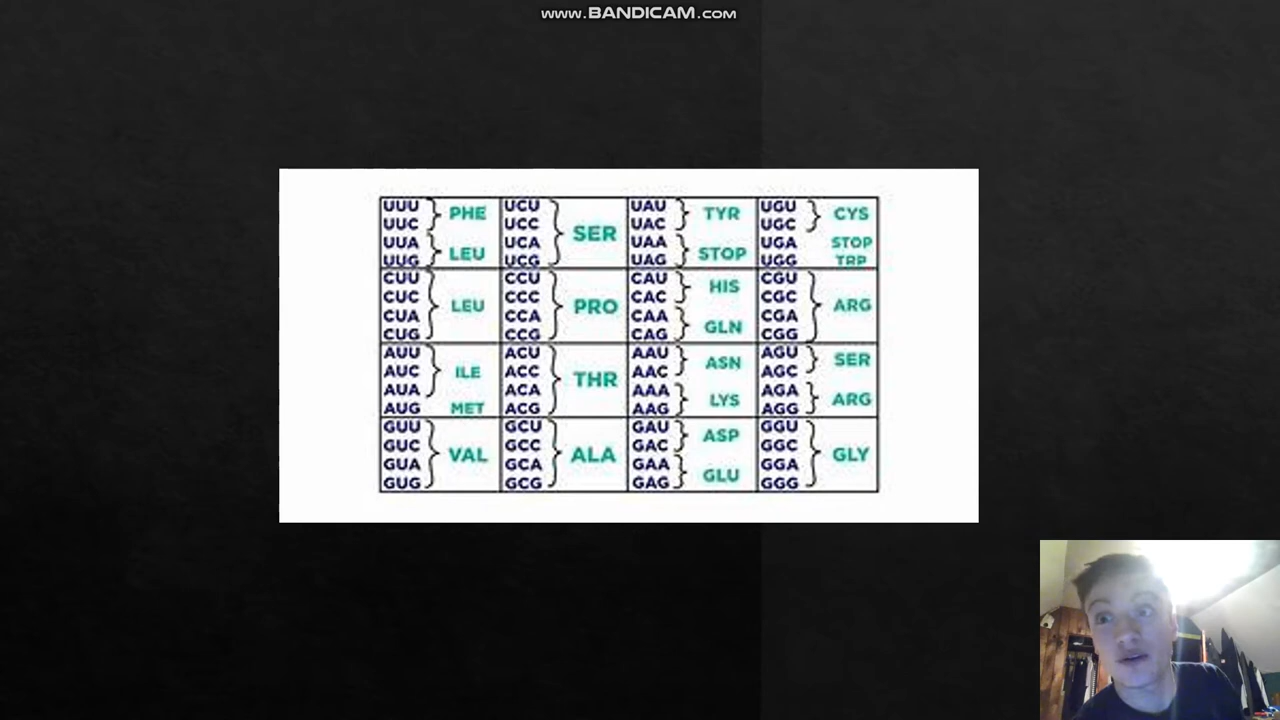 www.BANDICAM.com
UUU UCU UAU UGU
PHE TYR CYS
UUC UCC UAC UGC
SER
UUA UCA UAA UGA STOP
LEU STOP
UUG UCG UAG UGG TRP
CUU CCU CAU CGU
HIS
CUC CCC CAC CGC
LEU PRO ARG
CUA CCA CAA CGA
GLN
CUG CCG CAG CGG
AUU ACU AAU AGU
ASN SER
AUC ACC AAC AGC
ILE THR
AUA ACA AAA AGA
LYS ARG
AUG MET ACG AAG AGG
GUU GCU GAU GGU
ASP
GUC GCC GAC GGC
VAL ALA GLY
GUA GCA GAA GGA
GLU
GUG GCG GAG GGG